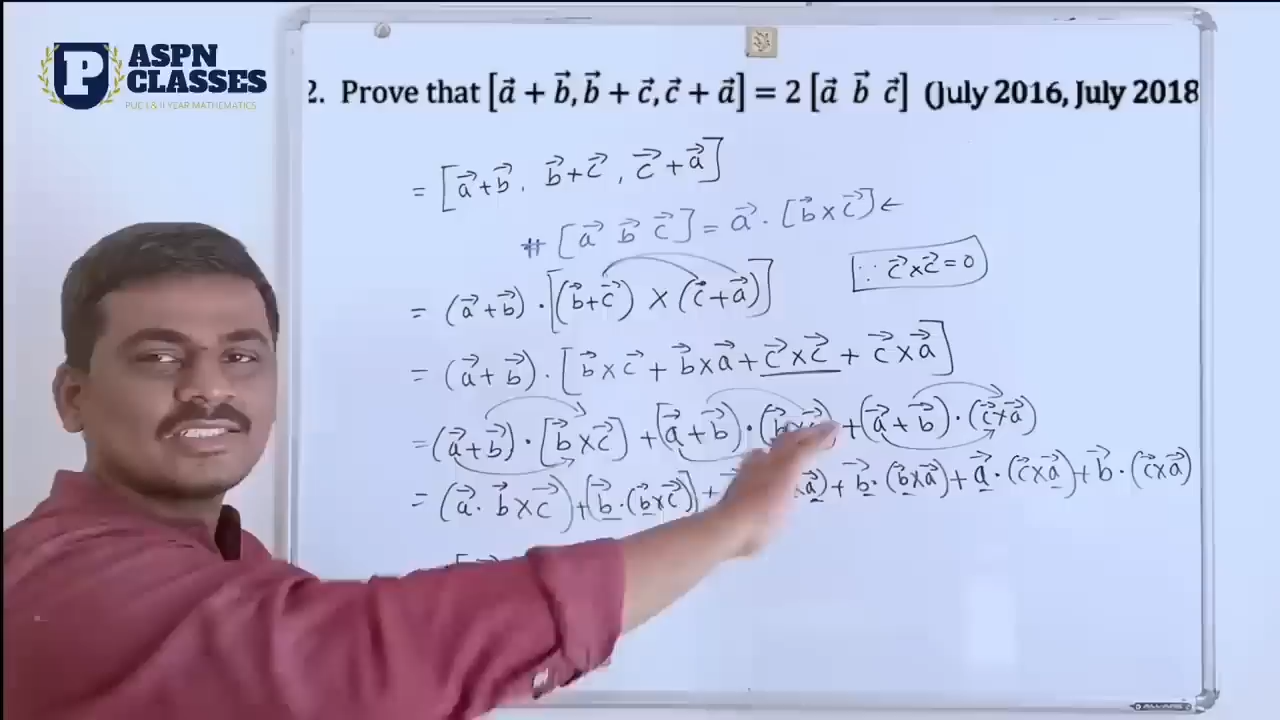 ASPN
CLASSES
PUC I & II YEAR MATHEMATICS
2. Prove that [a⃗ + b⃗, b⃗ + c⃗, c⃗ + a⃗] = 2 [a⃗ b⃗ c⃗] (July 2016, July 2018
= [a⃗+b⃗, b⃗+c⃗, c⃗+a⃗]
# [a⃗ b⃗ c⃗] = a⃗ · [b⃗×c⃗] ←
∵ c⃗×c⃗ = 0
= (a⃗+b⃗) · [(b⃗+c⃗) × (c⃗+a⃗)]
= (a⃗+b⃗) · [b⃗×c⃗ + b⃗×a⃗ + c⃗×c⃗ + c⃗×a⃗]
= (a⃗+b⃗) · [b⃗×c⃗] + [a⃗+b⃗) · (b⃗ + (a⃗+b⃗) · (c⃗×a⃗)
= (a⃗ · b⃗×c⃗) + (b⃗ · (b⃗×c⃗)] + ×a⃗) + b⃗ · (b⃗×a⃗) + a⃗ · (c⃗×a⃗) + b⃗ · (c⃗×a⃗)